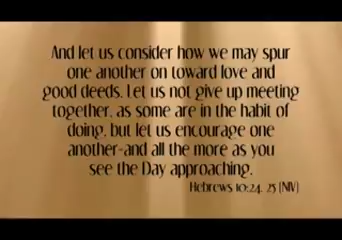 And let us consider how we may spur
one another on toward love and
good deeds. Let us not give up meeting
together, as some are in the habit of
doing, but let us encourage one
another-and all the more as you
see the Day approaching.
Hebrews 10:24, 25 (NIV)